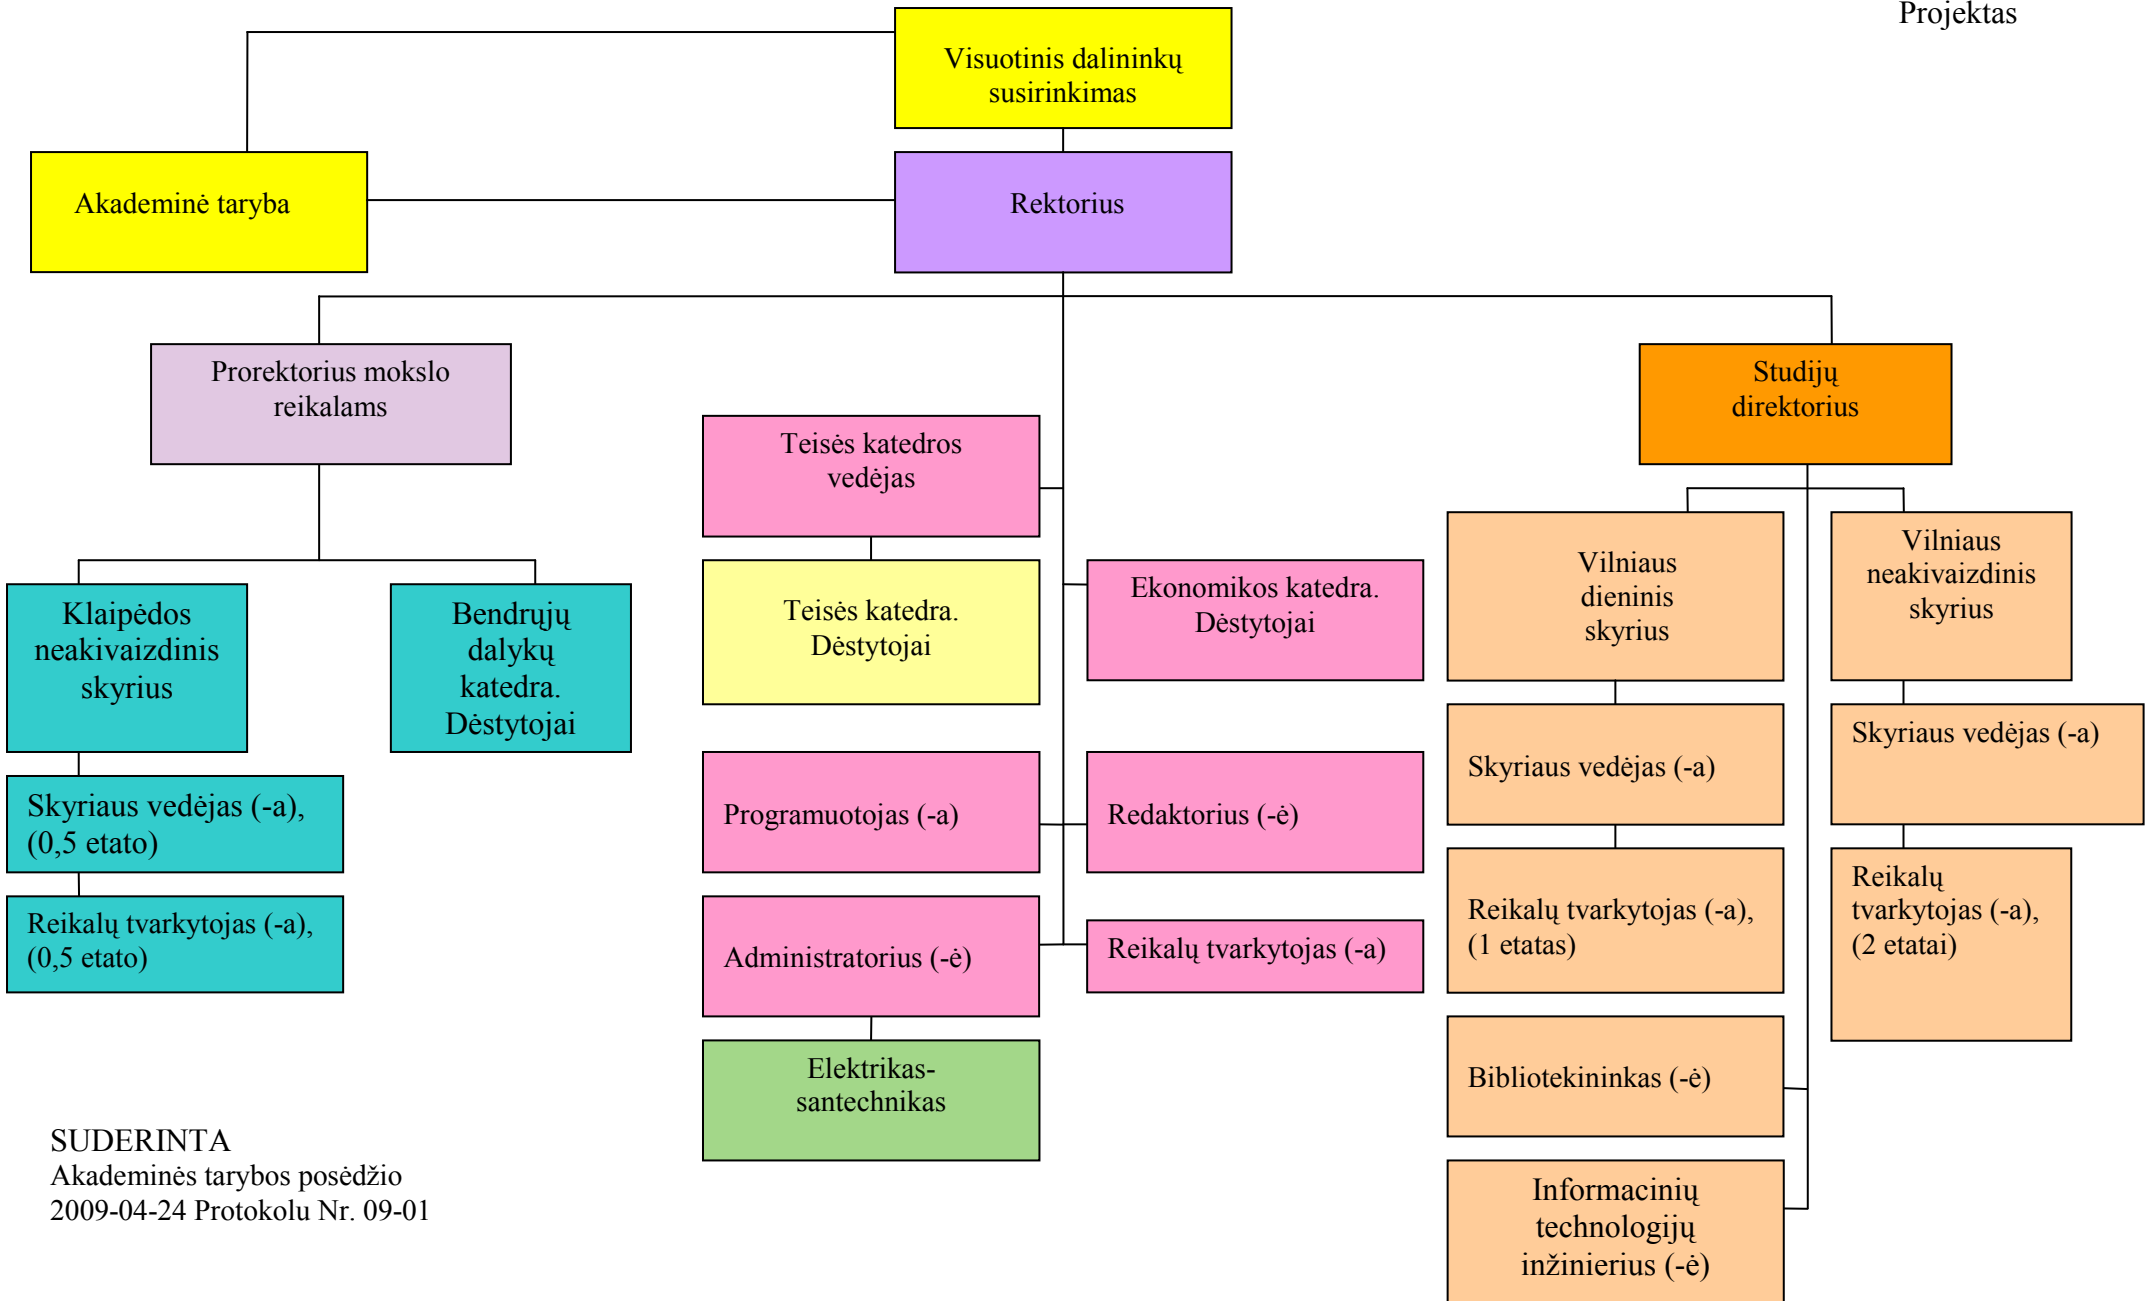 Projektas
Visuotinis dalininkų
susirinkimas
Akademinė taryba
Rektorius
Prorektorius mokslo
reikalams
Studijų
direktorius
Teisės katedros
vedėjas
Teisės katedra.
Dėstytojai
Ekonomikos katedra.
Dėstytojai
Klaipėdos
neakivaizdinis
skyrius
Bendrųjų
dalykų
katedra.
Dėstytojai
Vilniaus
dieninis
skyrius
Vilniaus
neakivaizdinis
skyrius
Skyriaus vedėjas (-a),
(0,5 etato)
Reikalų tvarkytojas (-a),
(0,5 etato)
Programuotojas (-a)
Redaktorius (-ė)
Administratorius (-ė)
Reikalų tvarkytojas (-a)
Elektrikas-
santechnikas
Skyriaus vedėjas (-a)
Skyriaus vedėjas (-a)
Reikalų tvarkytojas (-a),
(1 etatas)
Reikalų
tvarkytojas (-a),
(2 etatai)
Bibliotekininkas (-ė)
Informacinių
technologijų
inžinierius (-ė)
SUDERINTA
Akademinės tarybos posėdžio
2009-04-24 Protokolu Nr. 09-01